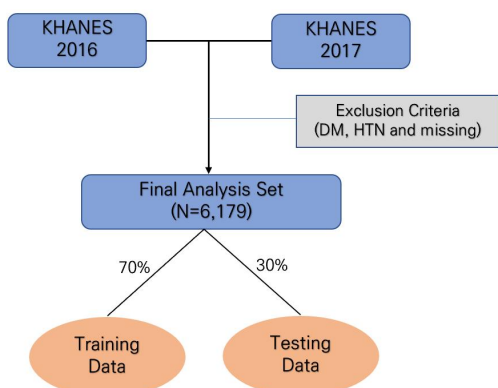 KHANES
2016
KHANES
2017
Exclusion Criteria
(DM, HTN and missing)
Final Analysis Set
(N=6,179)
70%
30%
Training
Data
Testing
Data